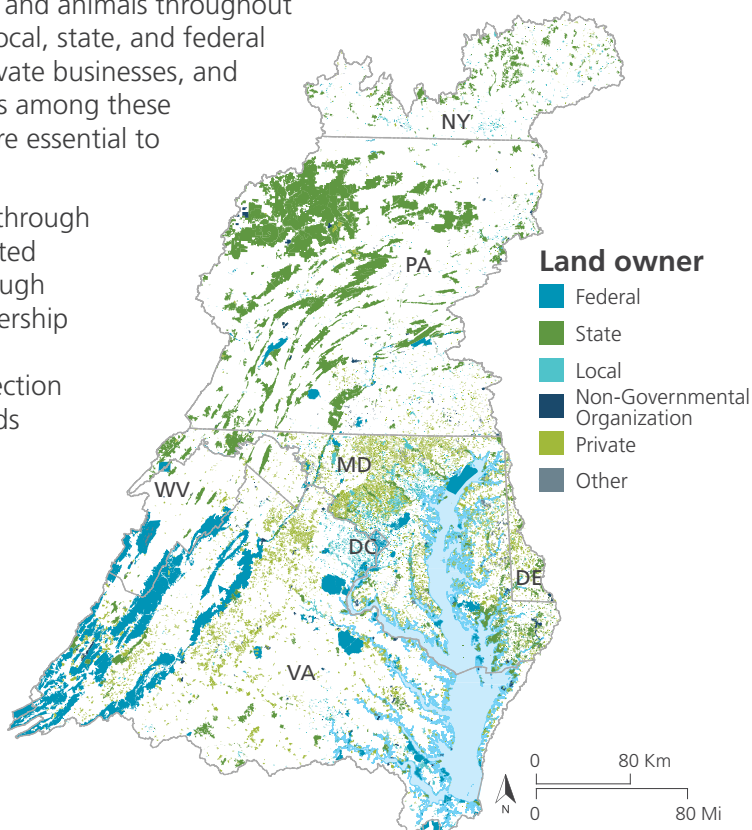 and animals throughout
ocal, state, and federal
vate businesses, and
s among these
re essential to
through
ted
ugh
ership
ection
ds
NY
PA
Land owner
Federal
State
Local
Non-Governmental
Organization
Private
Other
MD
WV
DC
DE
VA
0 80 Km
N
0 80 Mi